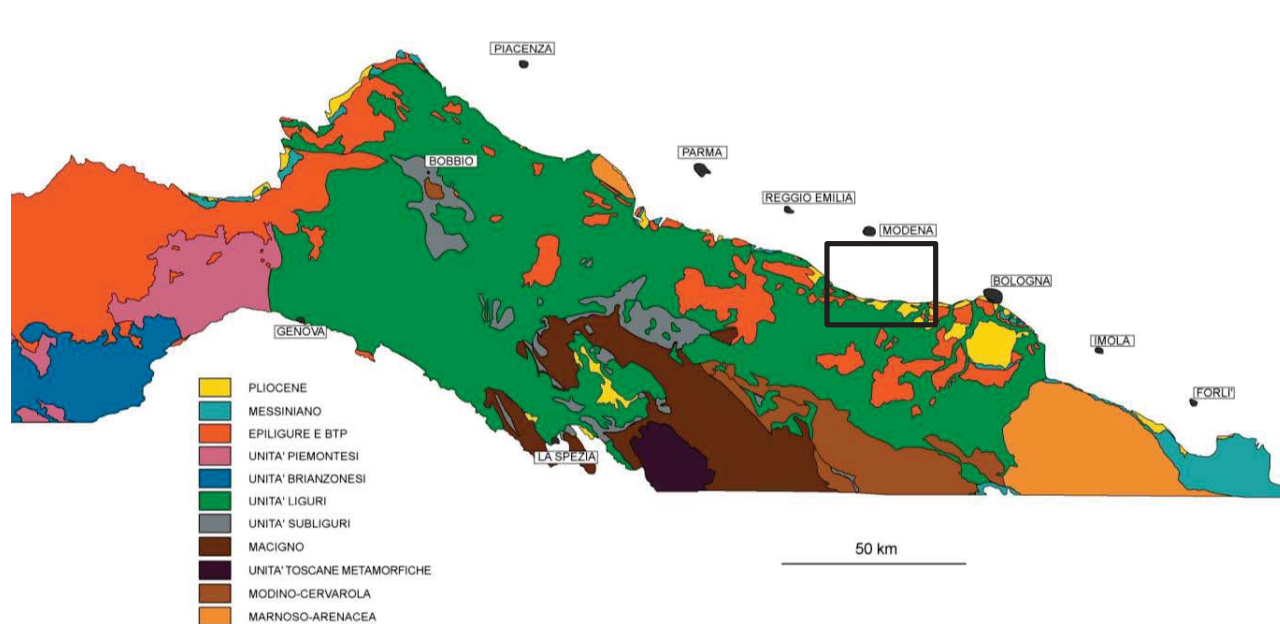 PIACENZA
PARMA
BOBBIO
REGGIO EMILIA
MODENA
BOLOGNA
GENOVA
IMOLA
FORLI'
LA SPEZIA
PLIOCENE
MESSINIANO
EPILIGURE E BTP
UNITA' PIEMONTESI
UNITA' BRIANZONESI
UNITA' LIGURI
UNITA' SUBLIGURI
MACIGNO
UNITA' TOSCANE METAMORFICHE
MODINO-CERVAROLA
MARNOSO-ARENACEA
50 km